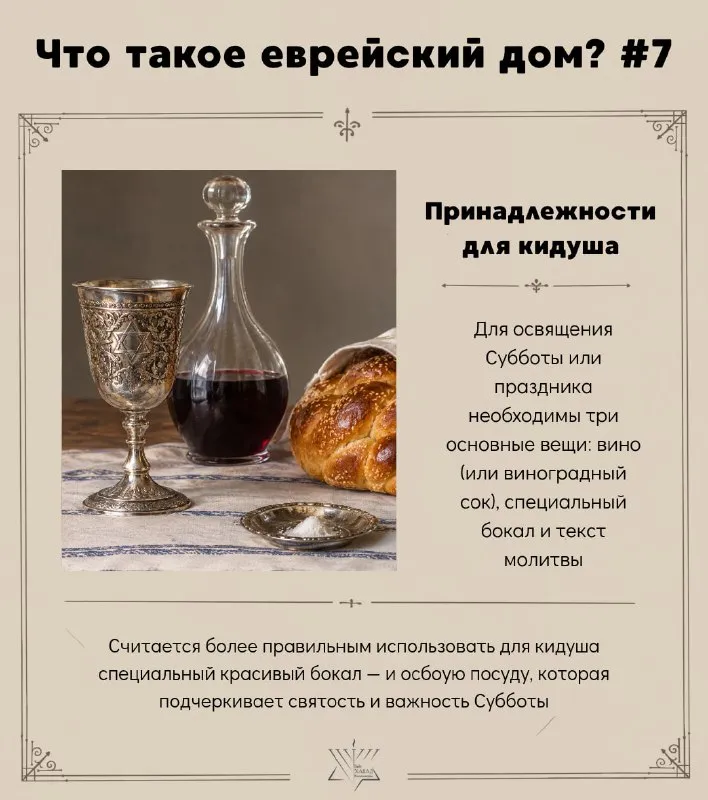 Что такое еврейский дом? #7
Принадлежности
для кидуша
Для освящения
Субботы или
праздника
необходимы три
основные вещи: вино
(или виноградный
сок), специальный
бокал и текст
молитвы
Считается более правильным использовать для кидуша
специальный красивый бокал — и осбоую посуду, которая
подчеркивает святость и важность Субботы